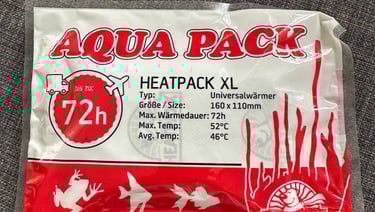 AQUA PACK
bis zu:
72h
HEATPACK XL
Typ: Universalwärmer
Größe / Size: 160 x 110mm
Max. Wärmedauer: 72h
Max. Temp: 52°C
Avg. Temp: 46°C